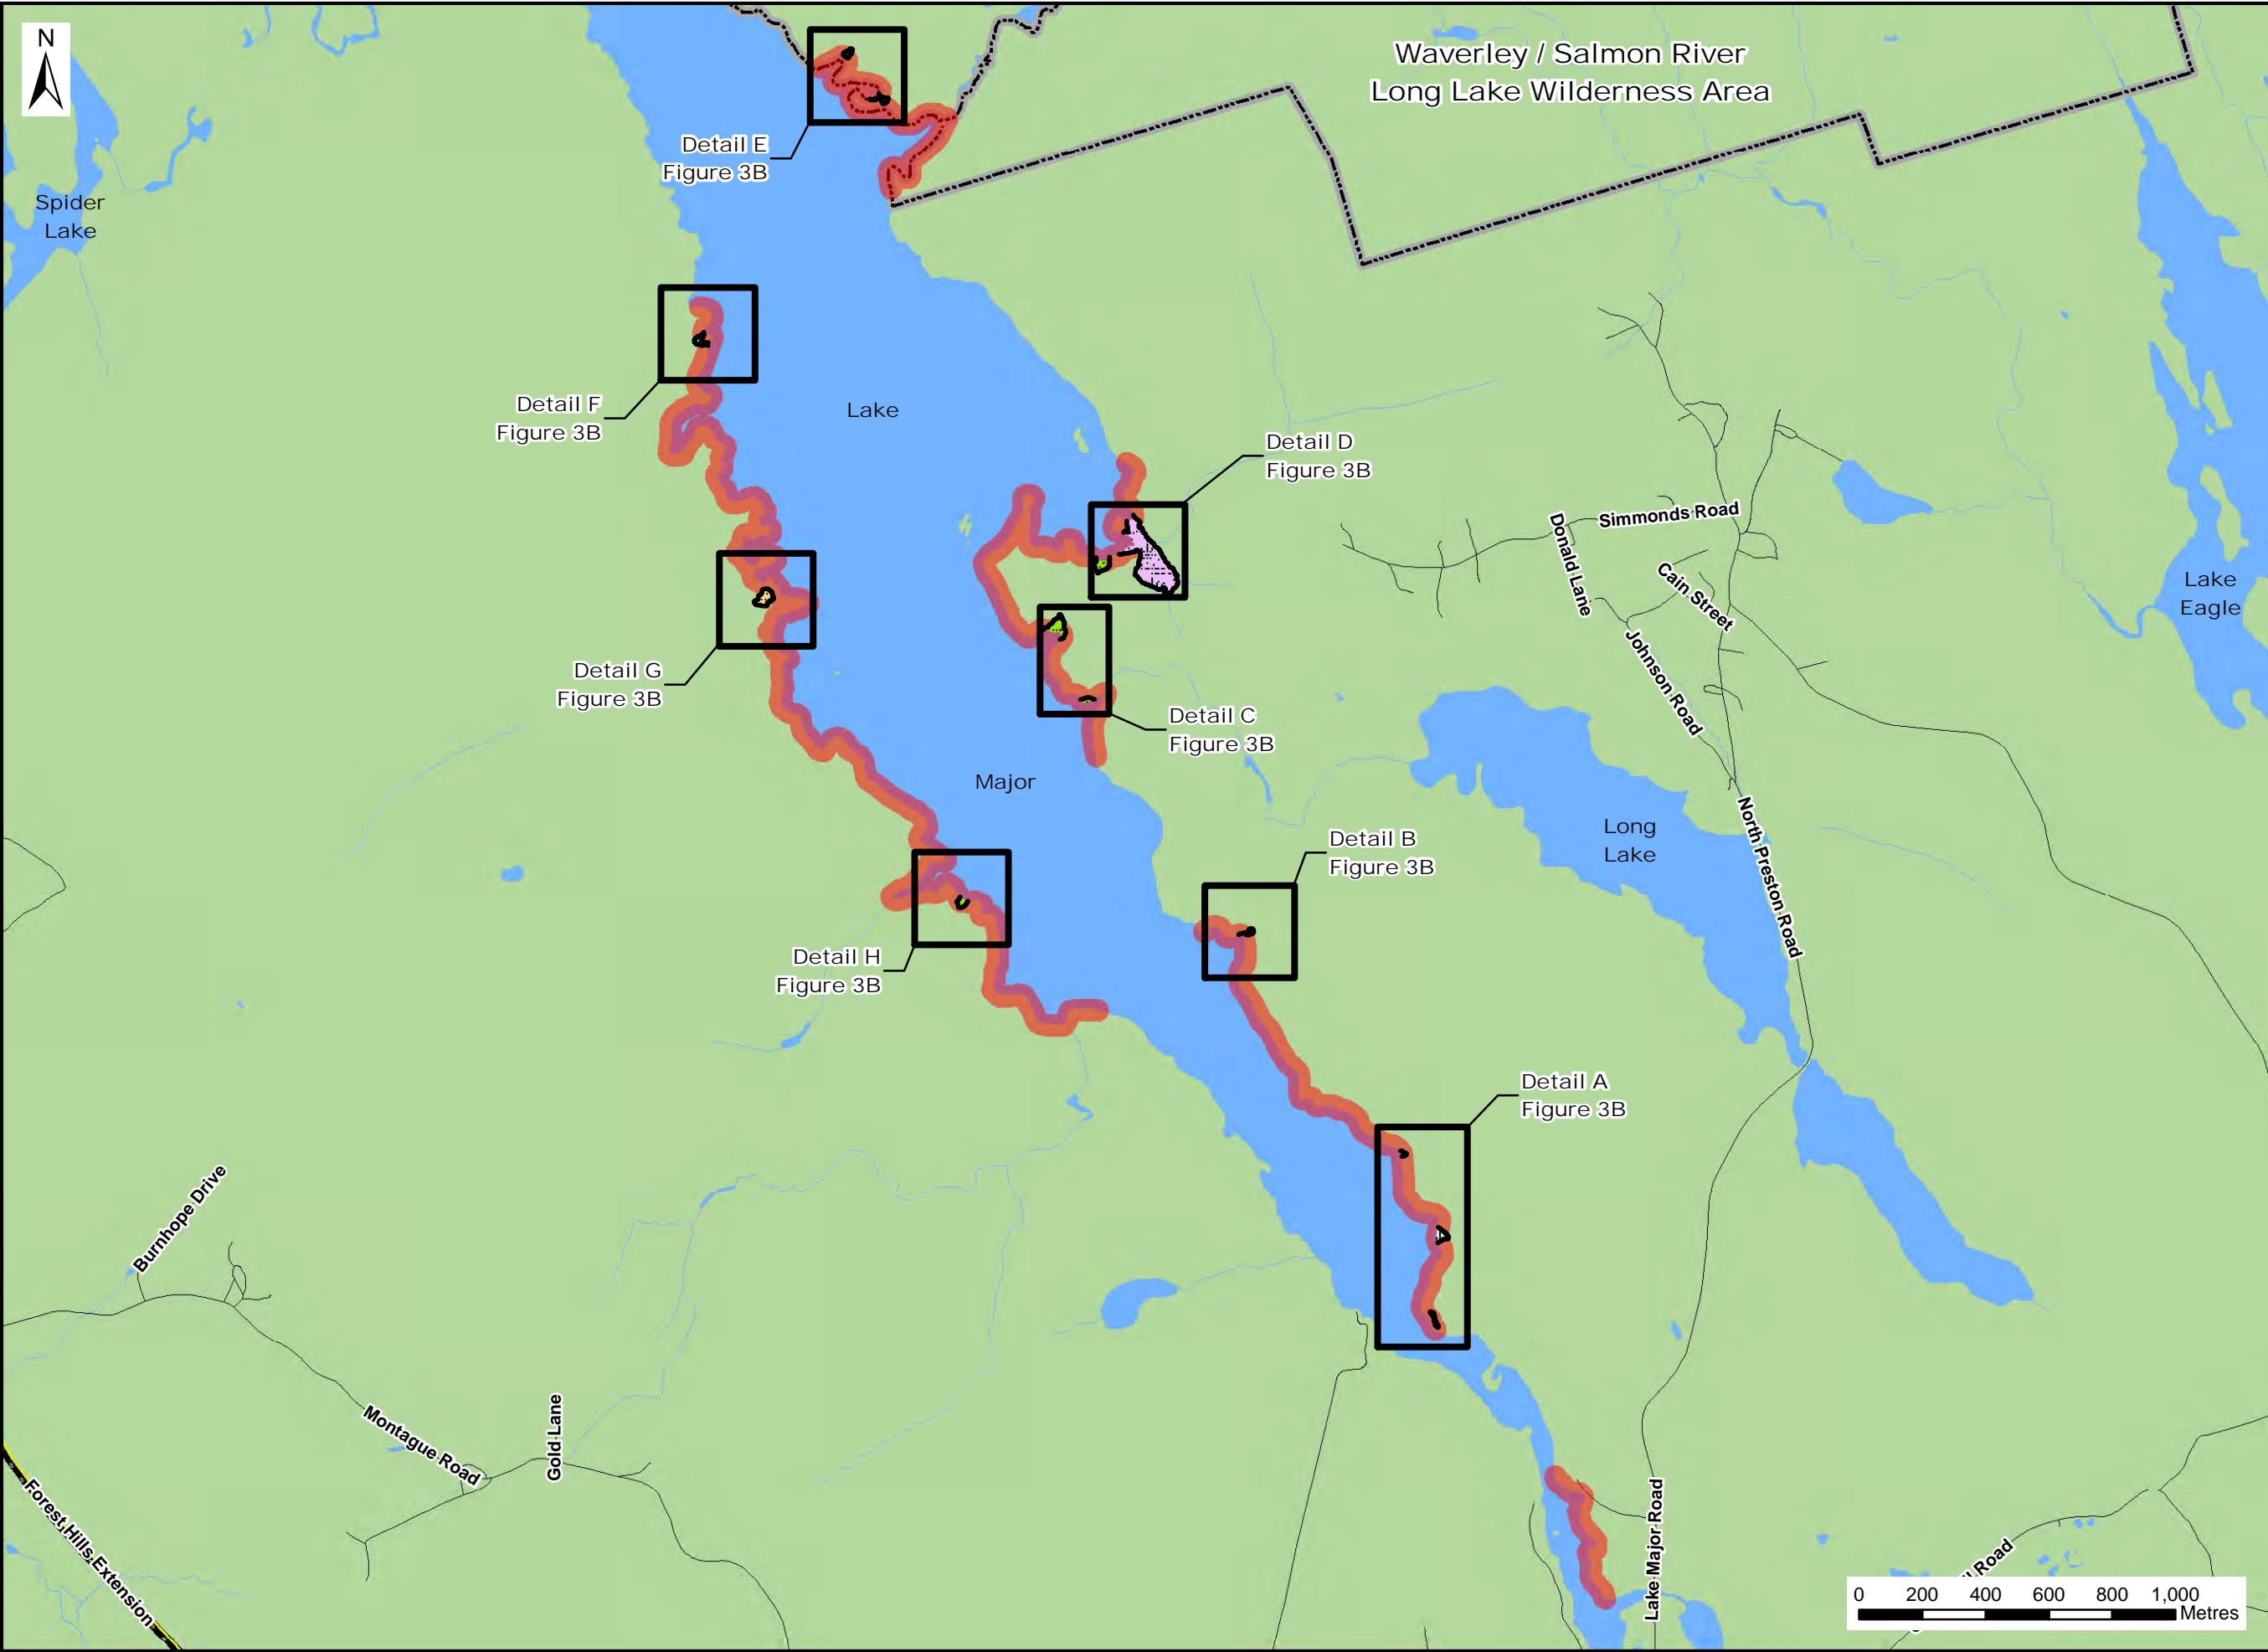 N
Waverley / Salmon River
Long Lake Wilderness Area
Detail E
Figure 3B
Spider
Lake
Detail F
Figure 3B
Lake
Detail D
Figure 3B
Simmonds Road
Donald Lane
Cain Street
Lake
Eagle
Johnson Road
Detail G
Figure 3B
Detail C
Figure 3B
Major
Long
Lake
North Preston Road
Detail B
Figure 3B
Detail H
Figure 3B
Detail A
Figure 3B
Burnhope Drive
Montague Road
Gold Lane
Forest Hills Extension
Lake Major Road
Road
0 200 400 600 800 1,000
Metres